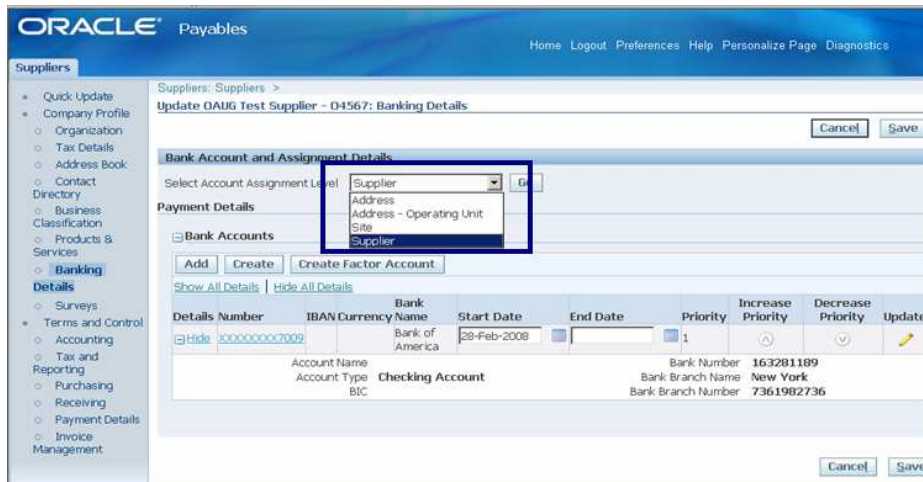 ORACLE Payables
Home Logout Preferences Help Personalize Page Diagnostics
Suppliers
Quick Update
Company Profile
Organization
Tax Details
Address Book
Contact
Directory
Business
Classification
Products &
Services
Banking
Details
Surveys
Terms and Control
Accounting
Tax and
Reporting
Purchasing
Receiving
Payment Details
Invoice
Management
Suppliers: Suppliers >
Update OAUG Test Supplier - 04567: Banking Details
Cancel Save
Bank Account and Assignment Details
Select Account Assignment Level Supplier Go
Address
Address - Operating Unit
Site
Supplier
Payment Details
Bank Accounts
Add Create Create Factor Account
Show All Details | Hide All Details
Details Number IBAN Currency Bank Name Start Date End Date Priority Increase Priority Decrease Priority Update
Hide XXXXXXXX7009 Bank of America 28-Feb-2008 1
Account Name Bank Number 163281189
Account Type Checking Account Bank Branch Name New York
BIC Bank Branch Number 7361982736
Cancel Save